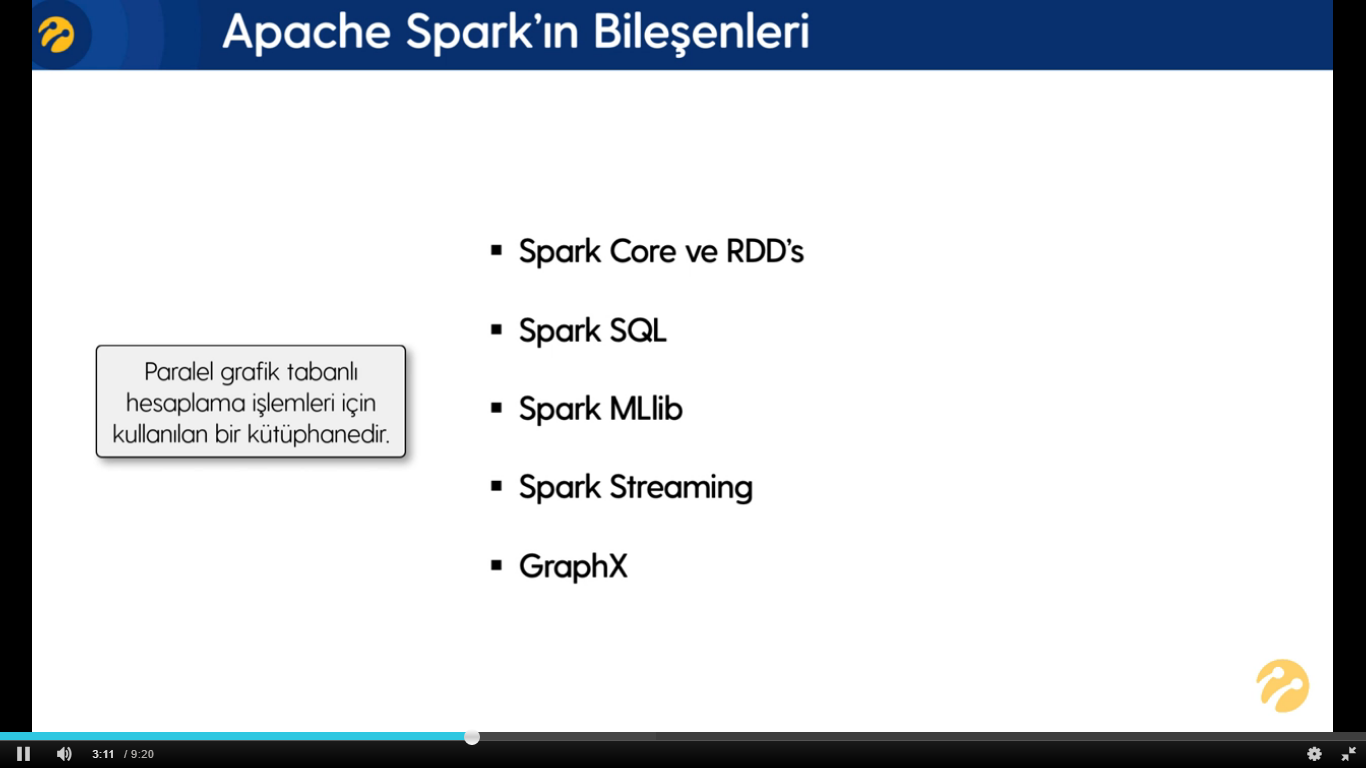 Apache Spark’ın Bileşenleri
Spark Core ve RDD’s
Spark SQL
Paralel grafik tabanlı
hesaplama işlemleri için
kullanılan bir kütüphanedir.
Spark MLlib
Spark Streaming
GraphX
3:11 / 9:20